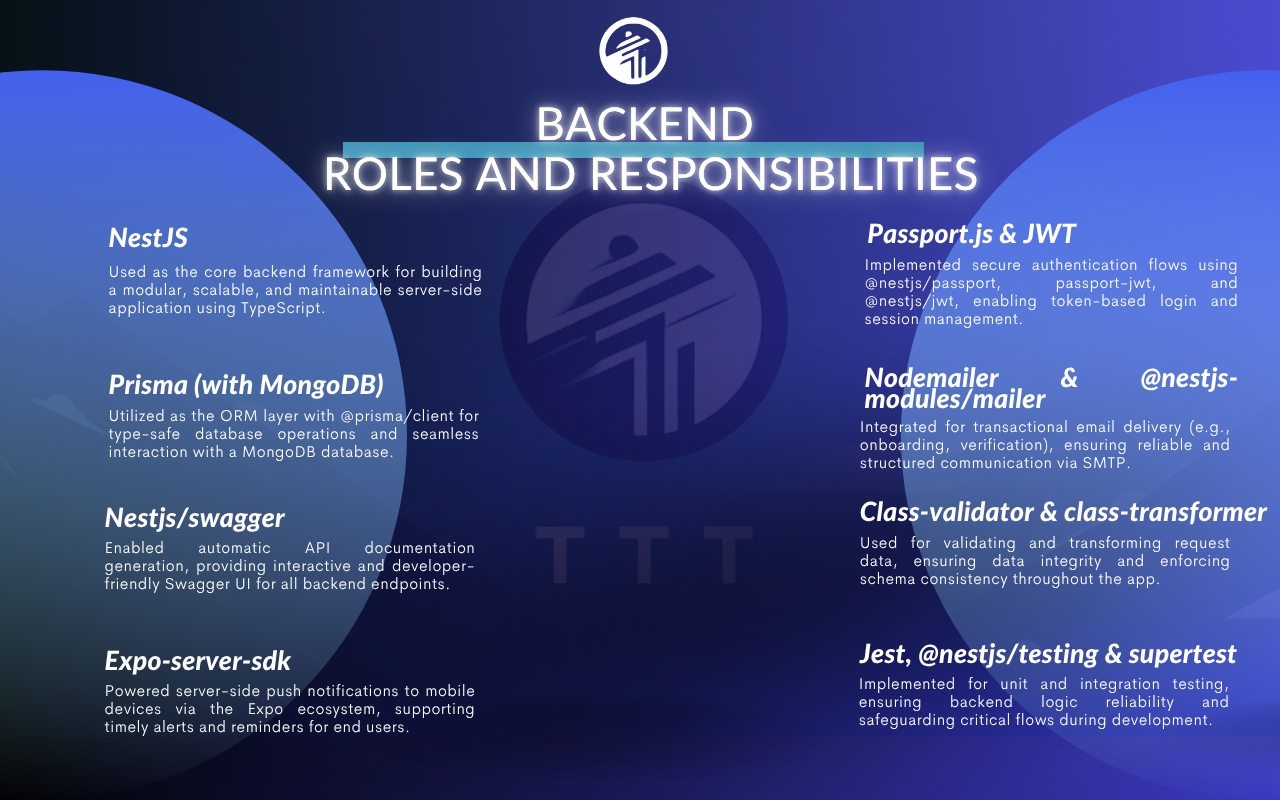 BACKEND
ROLES AND RESPONSIBILITIES
NestJS
Used as the core backend framework for building
a modular, scalable, and maintainable server-side
application using TypeScript.
Prisma (with MongoDB)
Utilized as the ORM layer with @prisma/client for
type-safe database operations and seamless
interaction with a MongoDB database.
Nestjs/swagger
Enabled automatic API documentation
generation, providing interactive and developer-
friendly Swagger UI for all backend endpoints.
Expo-server-sdk
Powered server-side push notifications to mobile
devices via the Expo ecosystem, supporting
timely alerts and reminders for end users.
TTT
Passport.js & JWT
Implemented secure authentication flows using
@nestjs/passport, passport-jwt, and
@nestjs/jwt, enabling token-based login and
session management.
Nodemailer & @nestjs-
modules/mailer
Integrated for transactional email delivery (e.g.,
onboarding, verification), ensuring reliable and
structured communication via SMTP.
Class-validator & class-transformer
Used for validating and transforming request
data, ensuring data integrity and enforcing
schema consistency throughout the app.
Jest, @nestjs/testing & supertest
Implemented for unit and integration testing,
ensuring backend logic reliability and
safeguarding critical flows during development.